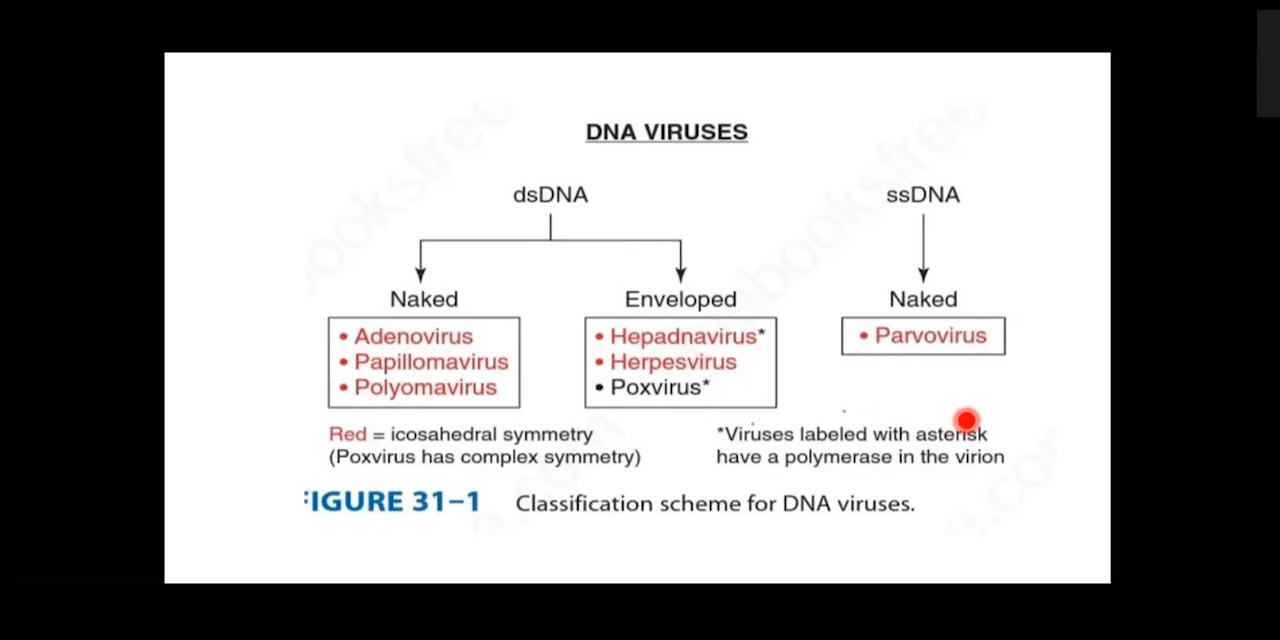 DNA VIRUSES
dsDNA
ssDNA
Naked
Enveloped
Naked
• Adenovirus
• Papillomavirus
• Polyomavirus
• Hepadnavirus*
• Herpesvirus
• Poxvirus*
• Parvovirus
Red = icosahedral symmetry
(Poxvirus has complex symmetry)
*Viruses labeled with asterisk
have a polymerase in the virion
FIGURE 31–1 Classification scheme for DNA viruses.